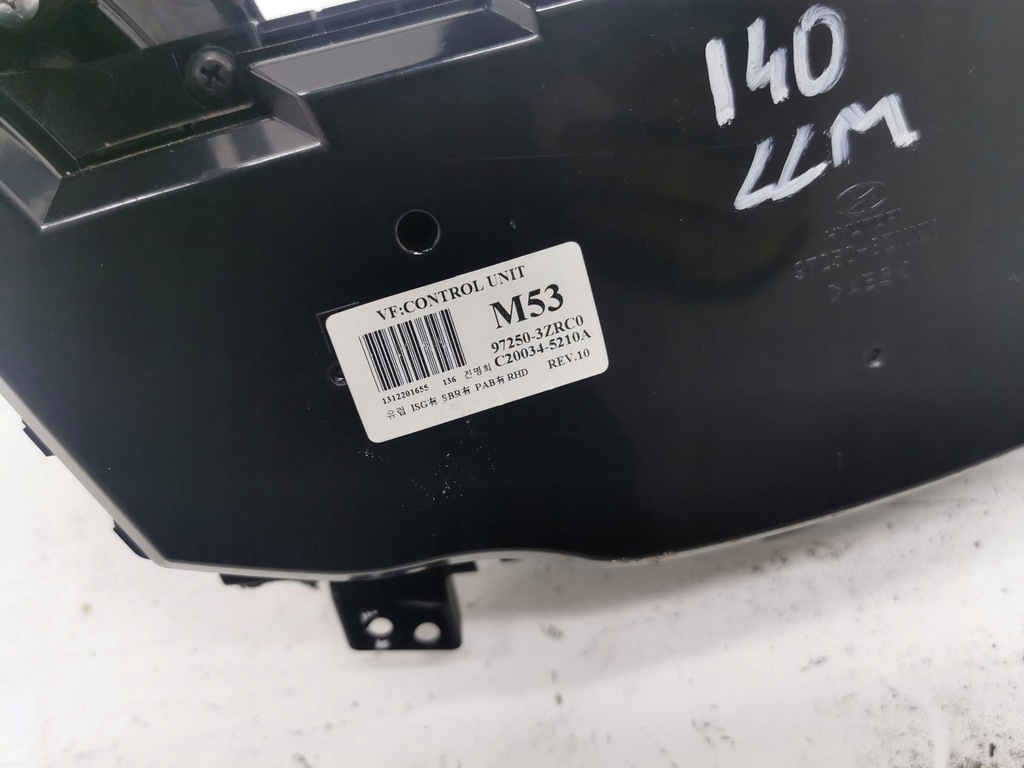 140
LLM
VF:CONTROL UNIT
M53
97250-3ZRC0
C20034-5210A
1312201655 136 진명희
REV.10
유럽 ISG有 SBR有 PAB有 RHD